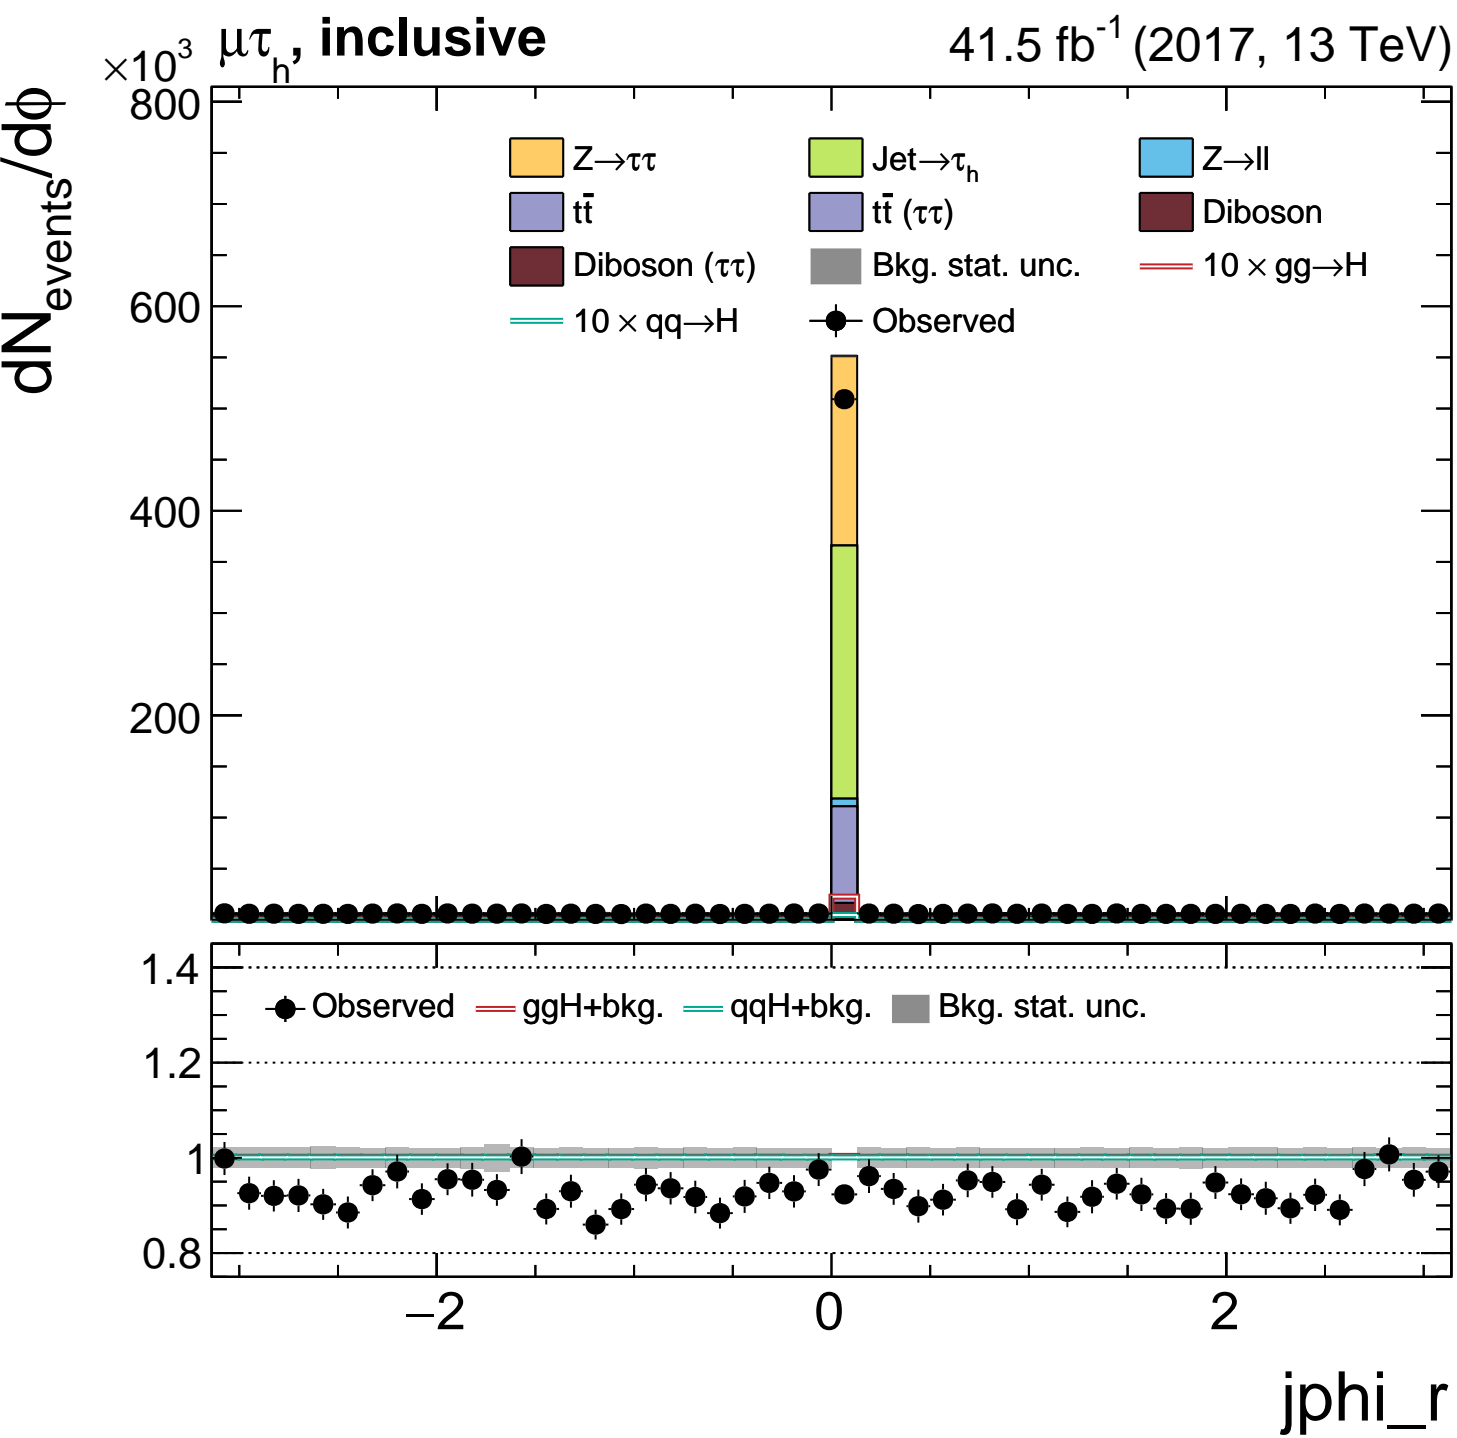 ×10³ μτₕ, inclusive 41.5 fb⁻¹ (2017, 13 TeV)
dN_events/dϕ
800
600
400
200
Z→ττ Jet→τₕ Z→ll
tt̄ tt̄ (ττ) Diboson
Diboson (ττ) Bkg. stat. unc. 10 × gg→H
10 × qq→H Observed
1.4
1.2
1
0.8
Observed ggH+bkg. qqH+bkg. Bkg. stat. unc.
−2 0 2
jphi_r